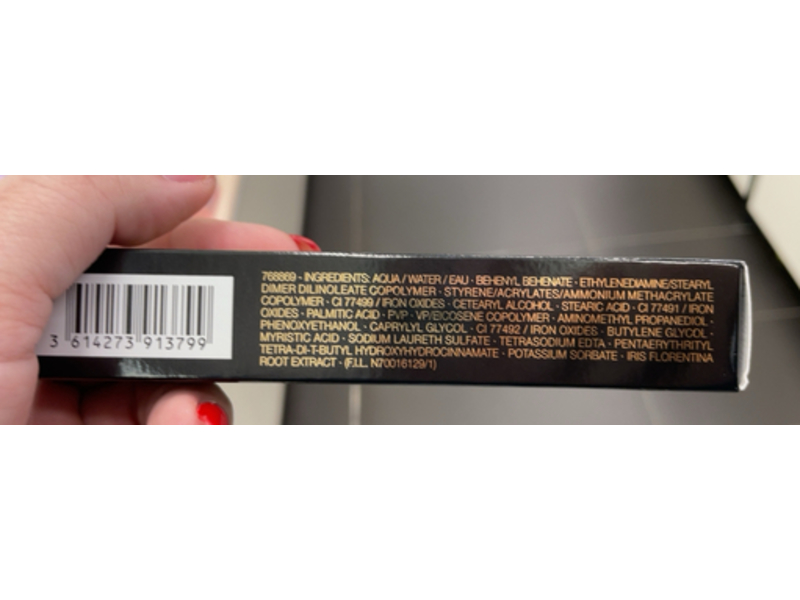 768869 - INGREDIENTS: AQUA / WATER / EAU · BEHENYL BEHENATE · ETHYLENEDIAMINE/STEARYL
DIMER DILINOLEATE COPOLYMER · STYRENE/ACRYLATES/AMMONIUM METHACRYLATE
COPOLYMER · CI 77499 / IRON OXIDES · CETEARYL ALCOHOL · STEARIC ACID · CI 77491 / IRON
OXIDES · PALMITIC ACID · PVP · VP/EICOSENE COPOLYMER · AMINOMETHYL PROPANEDIOL ·
PHENOXYETHANOL · CAPRYLYL GLYCOL · CI 77492 / IRON OXIDES · BUTYLENE GLYCOL ·
MYRISTIC ACID · SODIUM LAURETH SULFATE · TETRASODIUM EDTA · PENTAERYTHRITYL
TETRA-DI-T-BUTYL HYDROXYHYDROCINNAMATE · POTASSIUM SORBATE · IRIS FLORENTINA
ROOT EXTRACT · (F.I.L. N70016129/1)
3 614273 913799